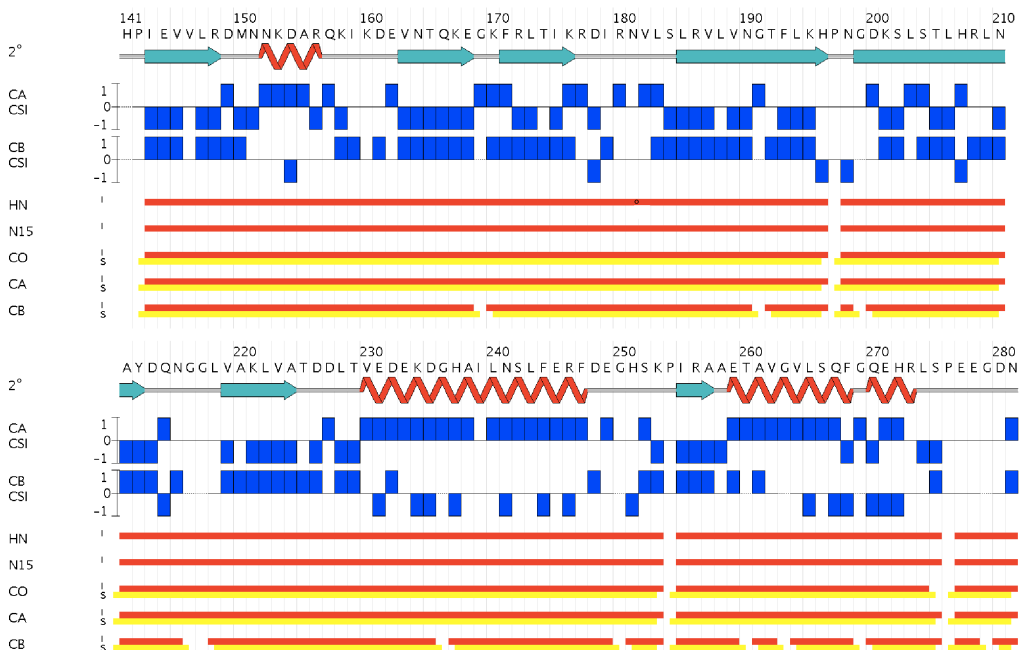 141 150 160 170 180 190 200 210
H P I E V V L R D M N N K D A R Q K I K D E V N T Q K E G K F R L T I K R D I R N V L S L R V L V N G T F L K H P N G D K S L S T L H R L N
2°
CA CSI 1 0 -1
CB CSI 1 0 -1
HN i
N15 i
CO i s
CA i s
CB i s
220 230 240 250 260 270 280
A Y D Q N G G L V A K L V A T D D L T V E D E K D G H A I L N S L F E R F D E G H S K P I R A A E T A V G V L S Q F G Q E H R L S P E E G D N
2°
CA CSI 1 0 -1
CB CSI 1 0 -1
HN i
N15 i
CO i s
CA i s
CB i s